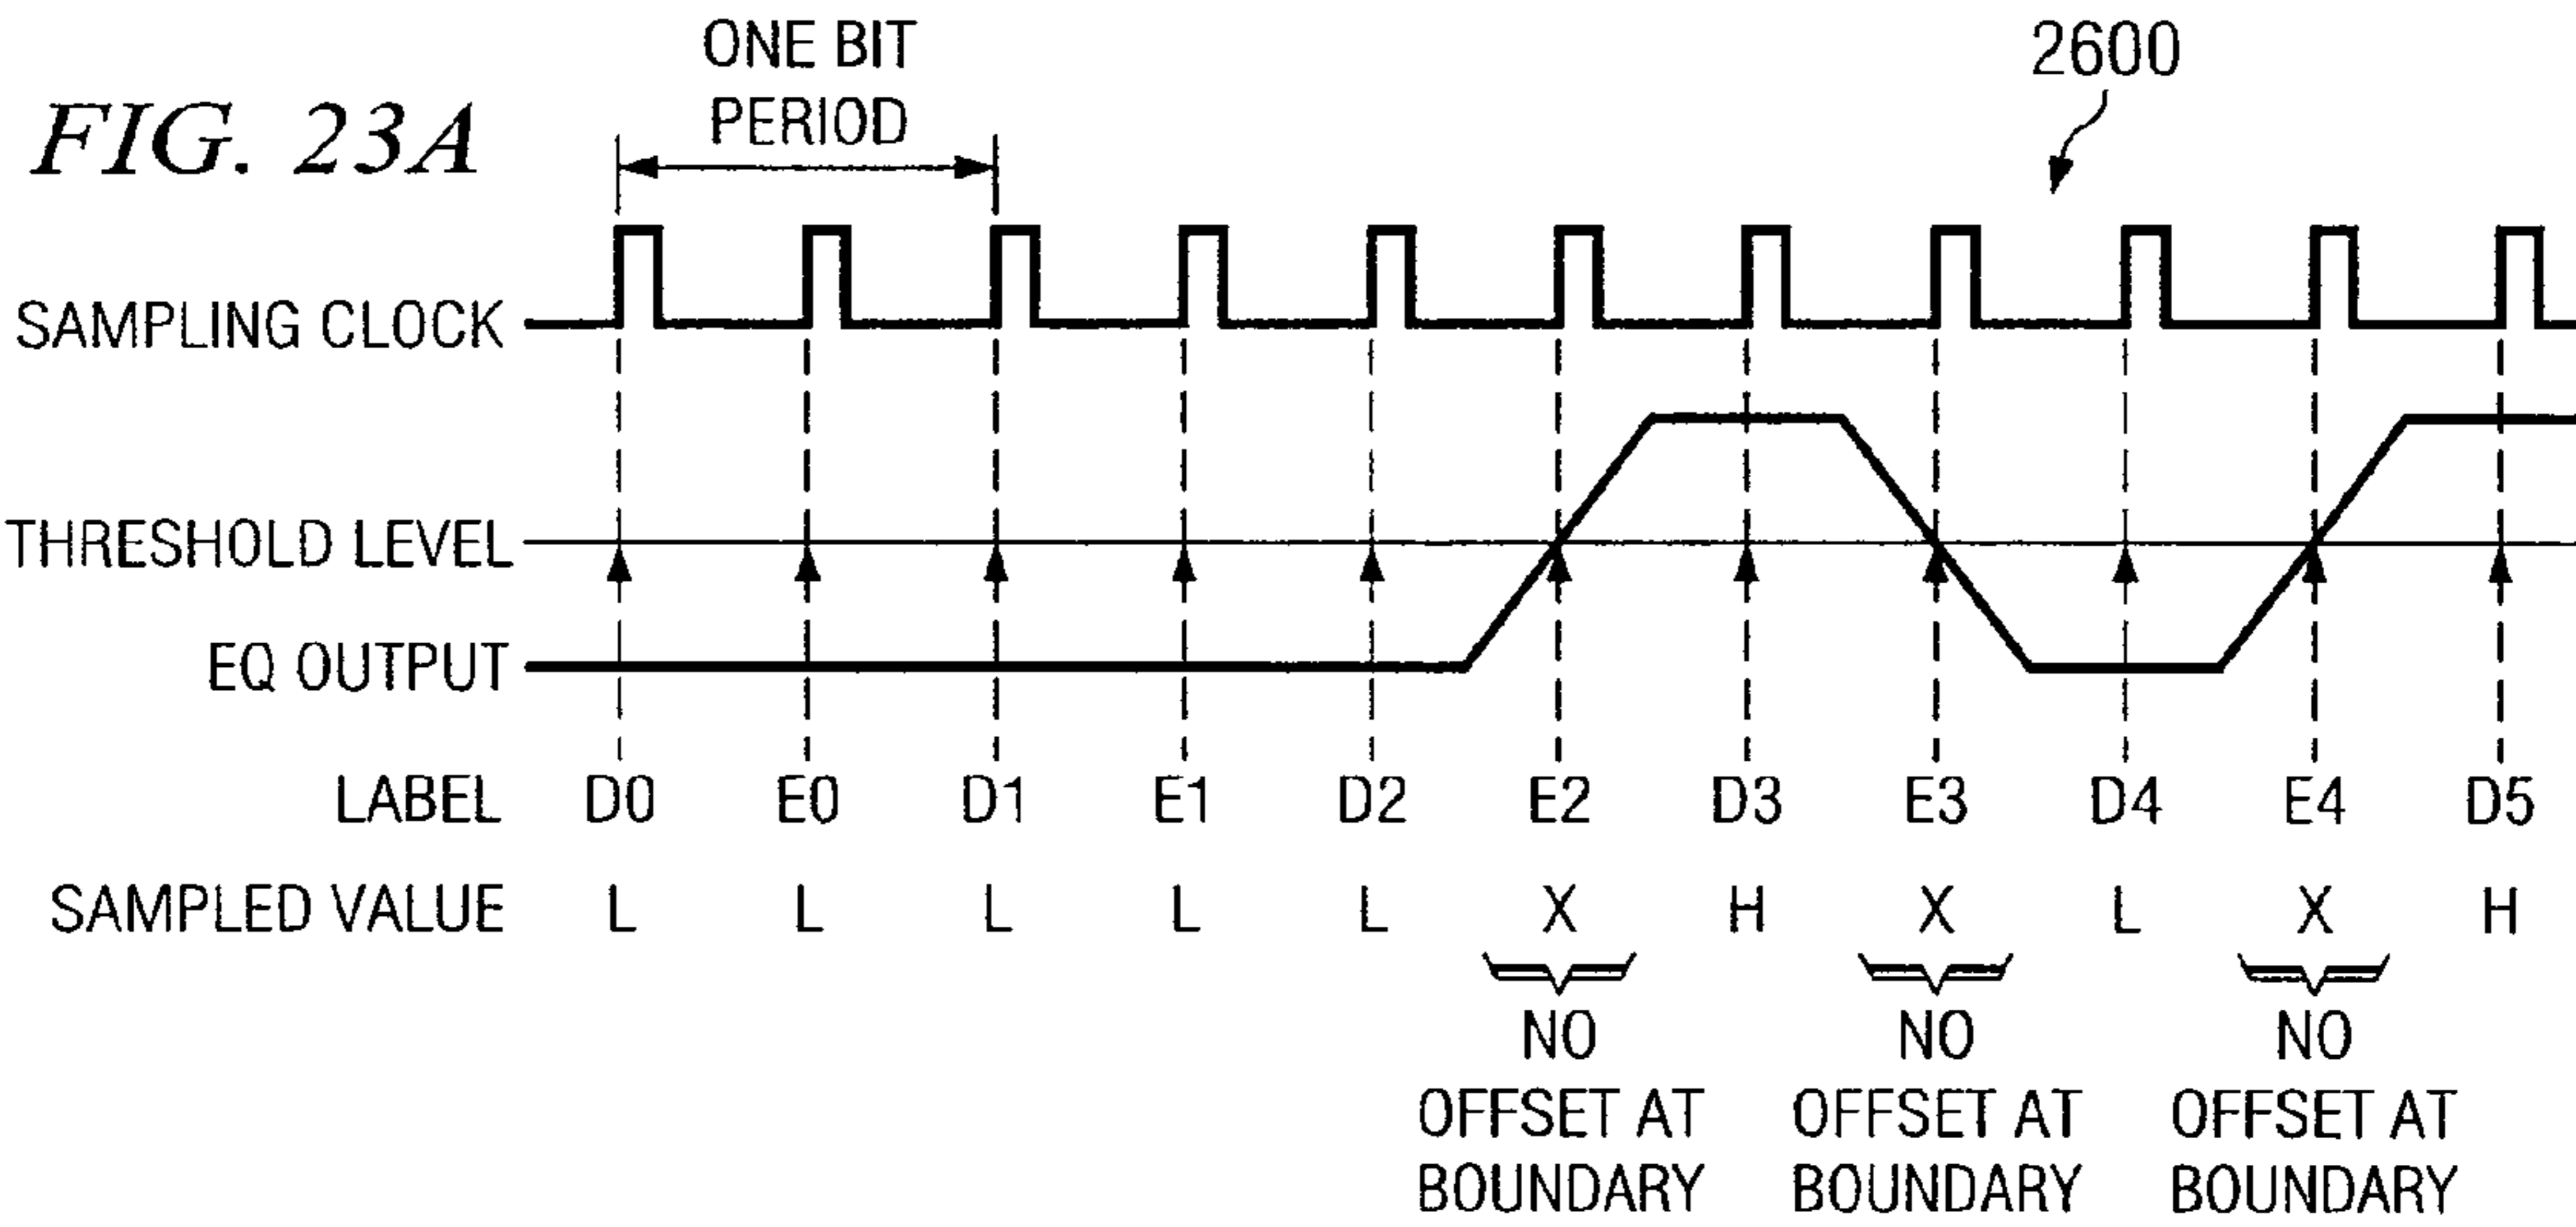 ONE BIT
PERIOD
2600
FIG. 23A
SAMPLING CLOCK
THRESHOLD LEVEL
EQ OUTPUT
LABEL D0 E0 D1 E1 D2 E2 D3 E3 D4 E4 D5
SAMPLED VALUE L L L L L X H X L X H
NO NO NO
OFFSET AT OFFSET AT OFFSET AT
BOUNDARY BOUNDARY BOUNDARY